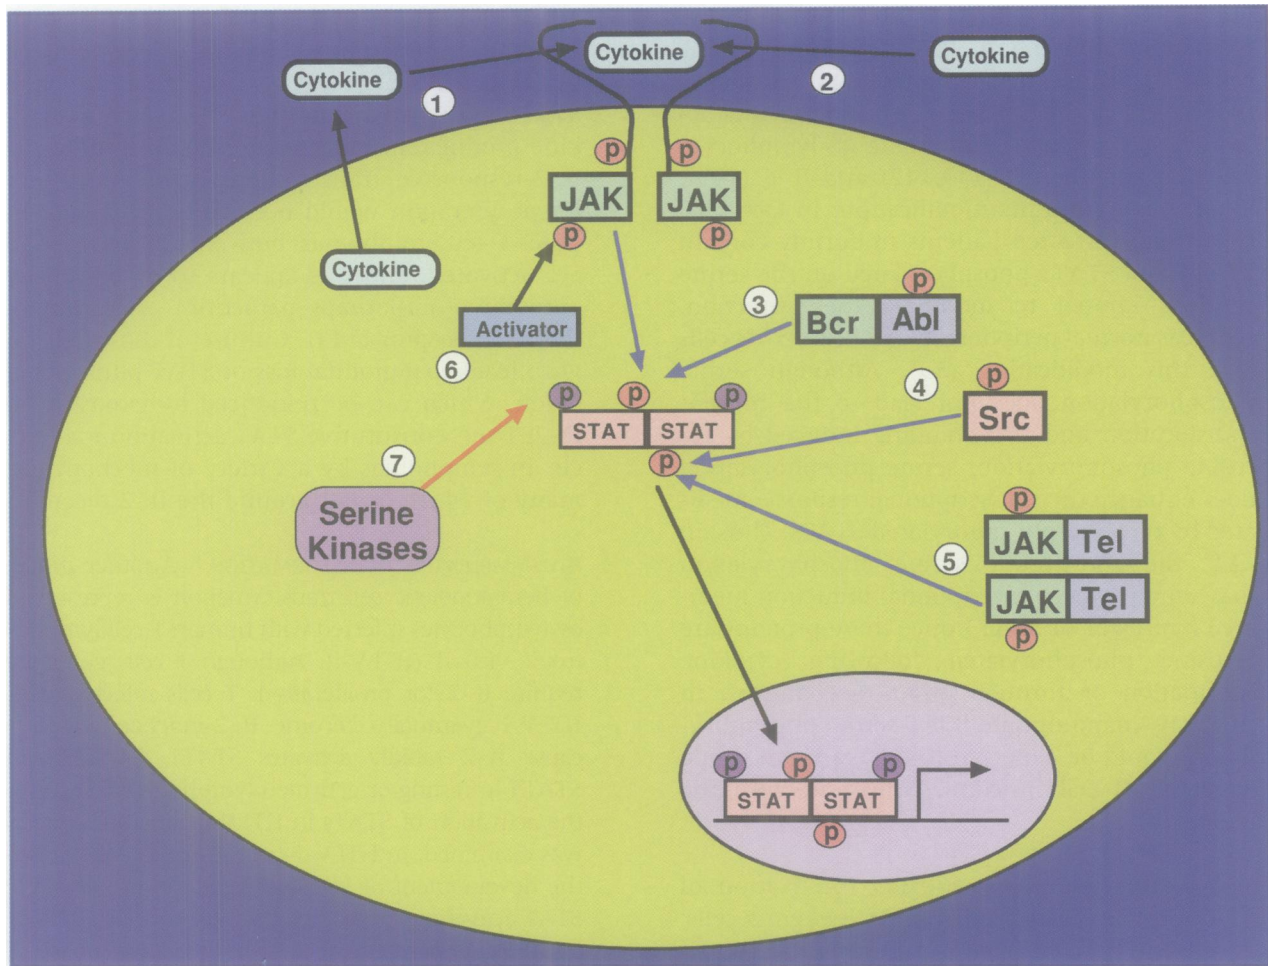 Cytokine
Cytokine
Cytokine
1
2
p
p
JAK
JAK
p
p
Cytokine
p
3
Bcr
Abl
Activator
6
p
p
p
4
p
STAT
STAT
Src
p
7
Serine
Kinases
p
JAK
Tel
5
JAK
Tel
p
p
p
p
STAT
STAT
p